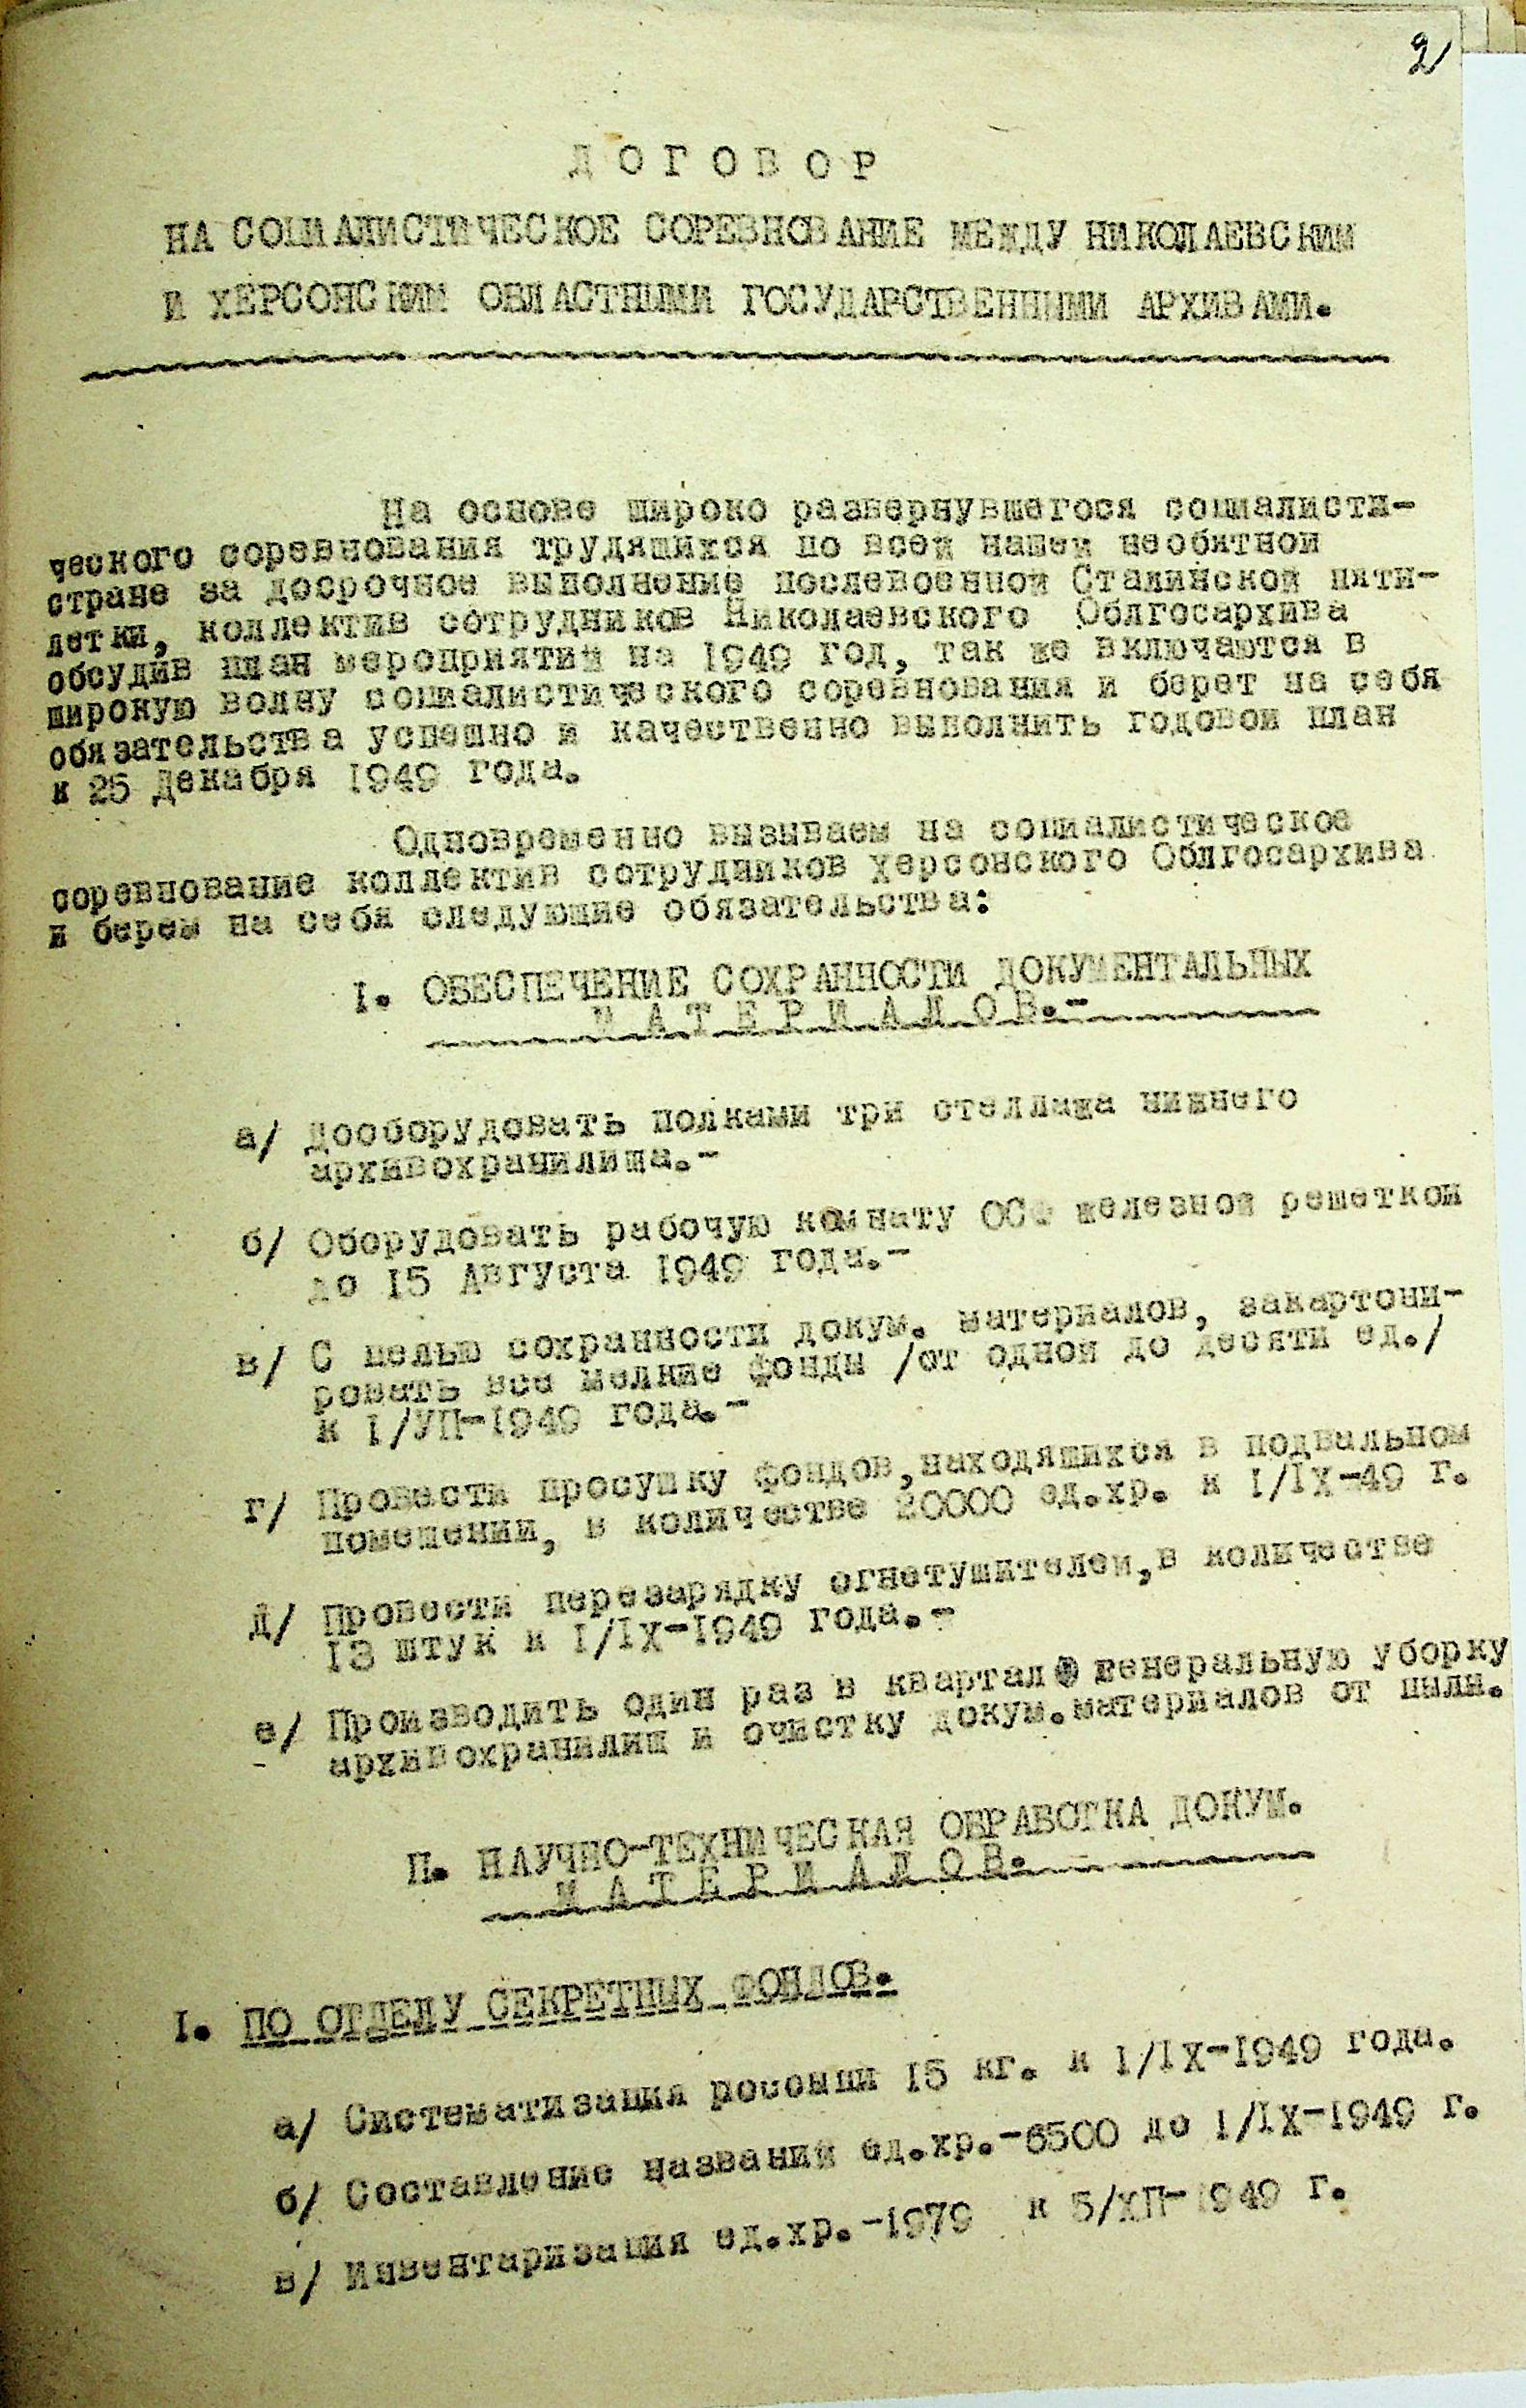 2
ДОГОВОР
НА СОЦИАЛИСТИЧЕСКОЕ СОРЕВНОВАНИЕ МЕЖДУ НИКОЛАЕВСКИМ
И ХЕРСОНСКИМ ОБЛАСТНЫМИ ГОСУДАРСТВЕННЫМИ АРХИВАМИ.
На основе широко развернувшегося социалисти-
ческого соревнования трудящихся по всей нашей необятной
стране за досрочное выполнение послевоенной Сталинской пяти-
летки, коллектив сотрудников Николаевского Облгосархива
обсудив план мероприятий на 1949 год, так же включаются в
широкую волну социалистического соревнования и берет на себя
обязательства успешно и качественно выполнить годовой план
к 25 декабря 1949 года.
Одновременно вызываем на социалистическое
соревнование коллектив сотрудников Херсонского Облгосархива
и берем на себя следующие обязательства:
I. ОБЕСПЕЧЕНИЕ СОХРАННОСТИ ДОКУМЕНТАЛЬНЫХ
МАТЕРИАЛОВ.-
а/ Дооборудовать полками три стеллажа нижнего
архивохранилища.-
б/ Оборудовать рабочую комнату ОСФ железной решеткой
до 15 Августа 1949 года.-
в/ С целью сохранности докум. материалов, закартони-
ровать все мелкие фонды /от одной до десяти ед./
к 1/УП-1949 года.-
г/ Провести просушку фондов,находящихся в подвальном
помещении, в количестве 20000 ед.хр. к 1/IХ-49 г.
д/ Провести перезарядку огнетушителей,в количестве
13 штук к 1/IХ-1949 года.-
е/ Производить один раз в квартал генеральную уборку
архивохранилищ и очистку докум.материалов от пыли.
П. НАУЧНО-ТЕХНИЧЕСКАЯ ОБРАБОТКА ДОКУМ.
МАТЕРИАЛОВ.
I. ПО ОТДЕЛУ СЕКРЕТНЫХ ФОНДОВ.
а/ Систематизация россыпи 15 кг. к 1/IХ-1949 года.
б/ Составление названий ед.хр.-6500 до 1/IХ-1949 г.
в/ Инвентаризация ед.хр.-1979 к 5/ХП-1949 г.